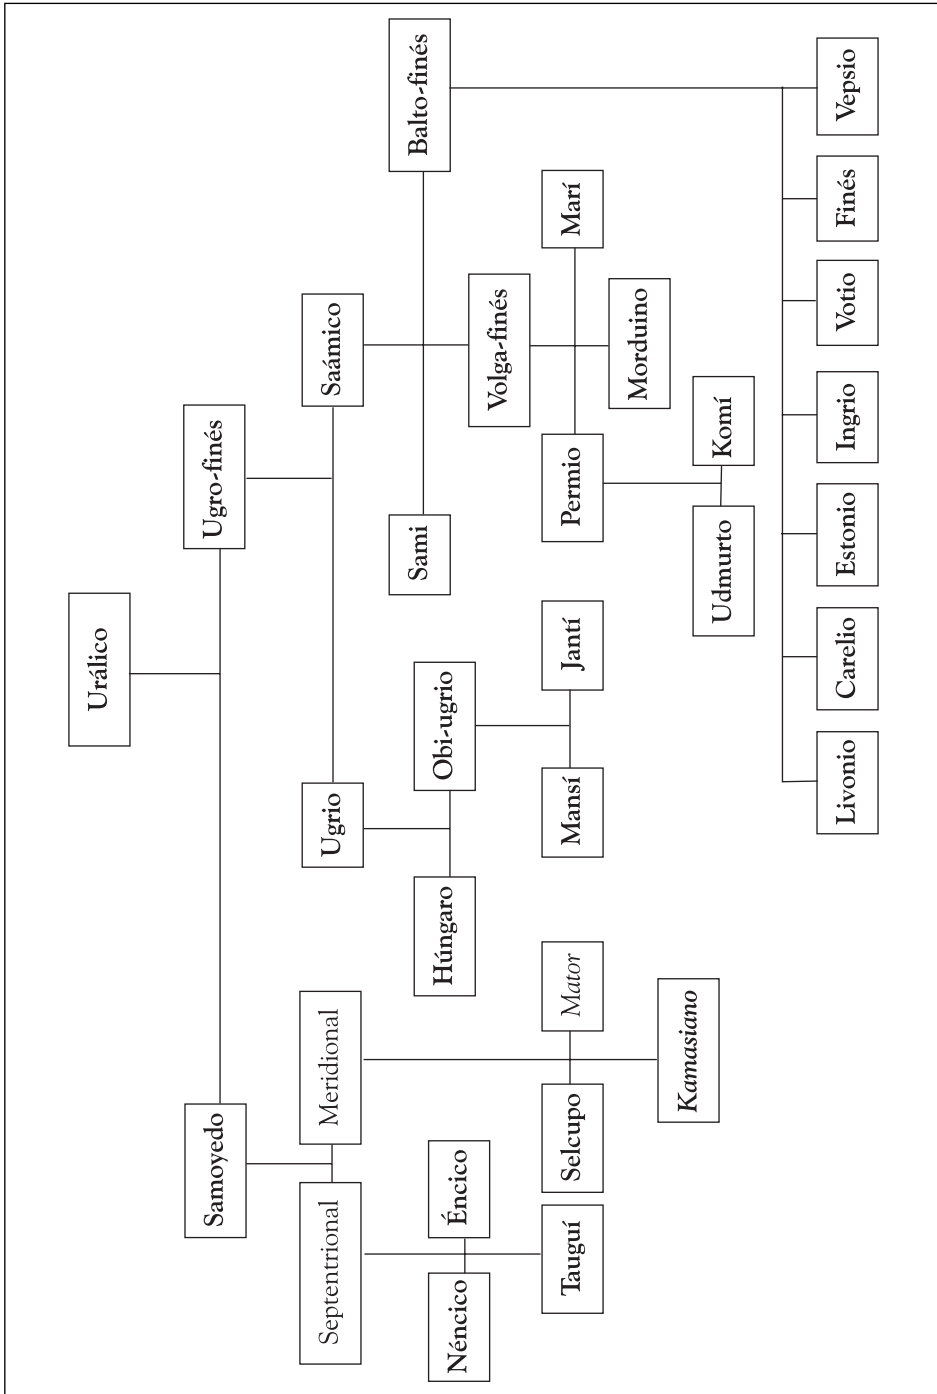 Urálico
Samoyedo
Ugro-finés
Septentrional
Meridional
Ugrio
Saámico
Néncico
Éncico
Húngaro
Obi-ugrio
Sami
Balto-finés
Volga-finés
Tauguí
Selcupo
Mator
Mansí
Jantí
Permio
Marí
Kamasiano
Morduino
Udmurto
Komí
Livonio
Carelio
Estonio
Ingrio
Votio
Finés
Vepsio